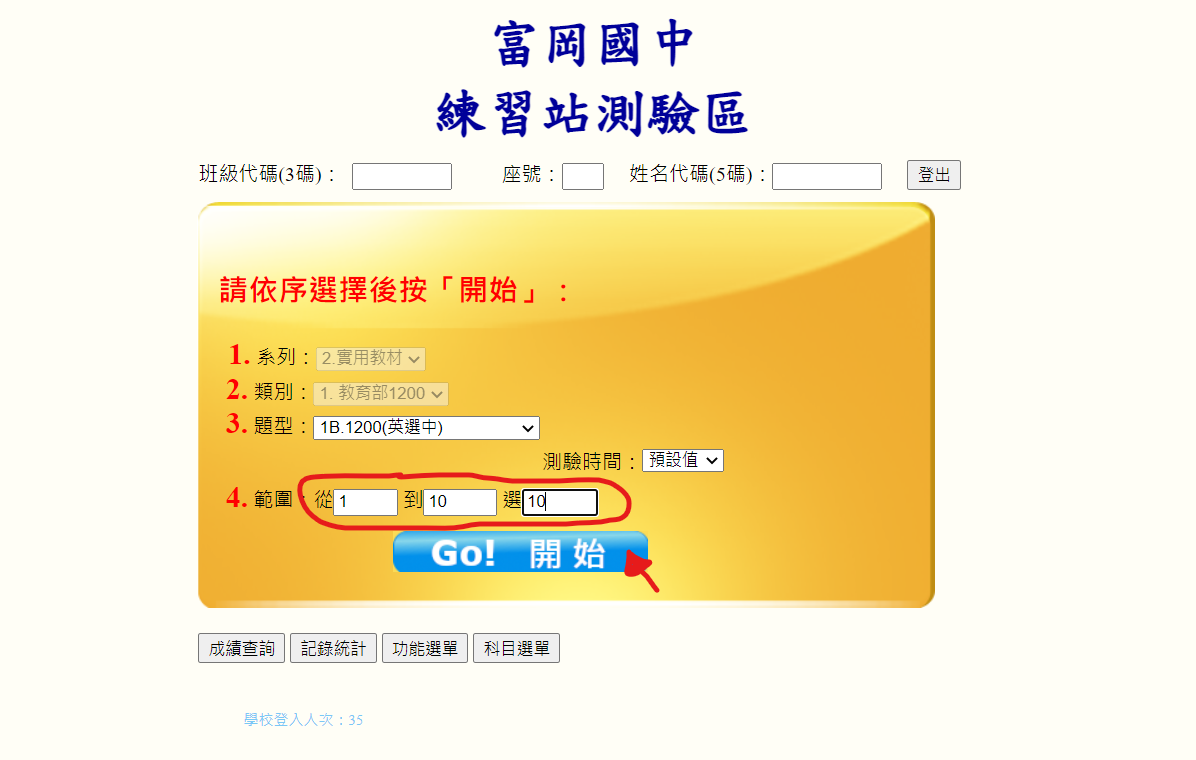 富岡國中
練習站測驗區
班級代碼(3碼)： 座號： 姓名代碼(5碼)： 登出
請依序選擇後按「開始」：
1. 系列：2.實用教材
2. 類別：1. 教育部1200
3. 題型：1B.1200(英選中)
測驗時間：預設值
4. 範圍：從1 到10 選10
Go! 開始
成績查詢 記錄統計 功能選單 科目選單
學校登入人次：35